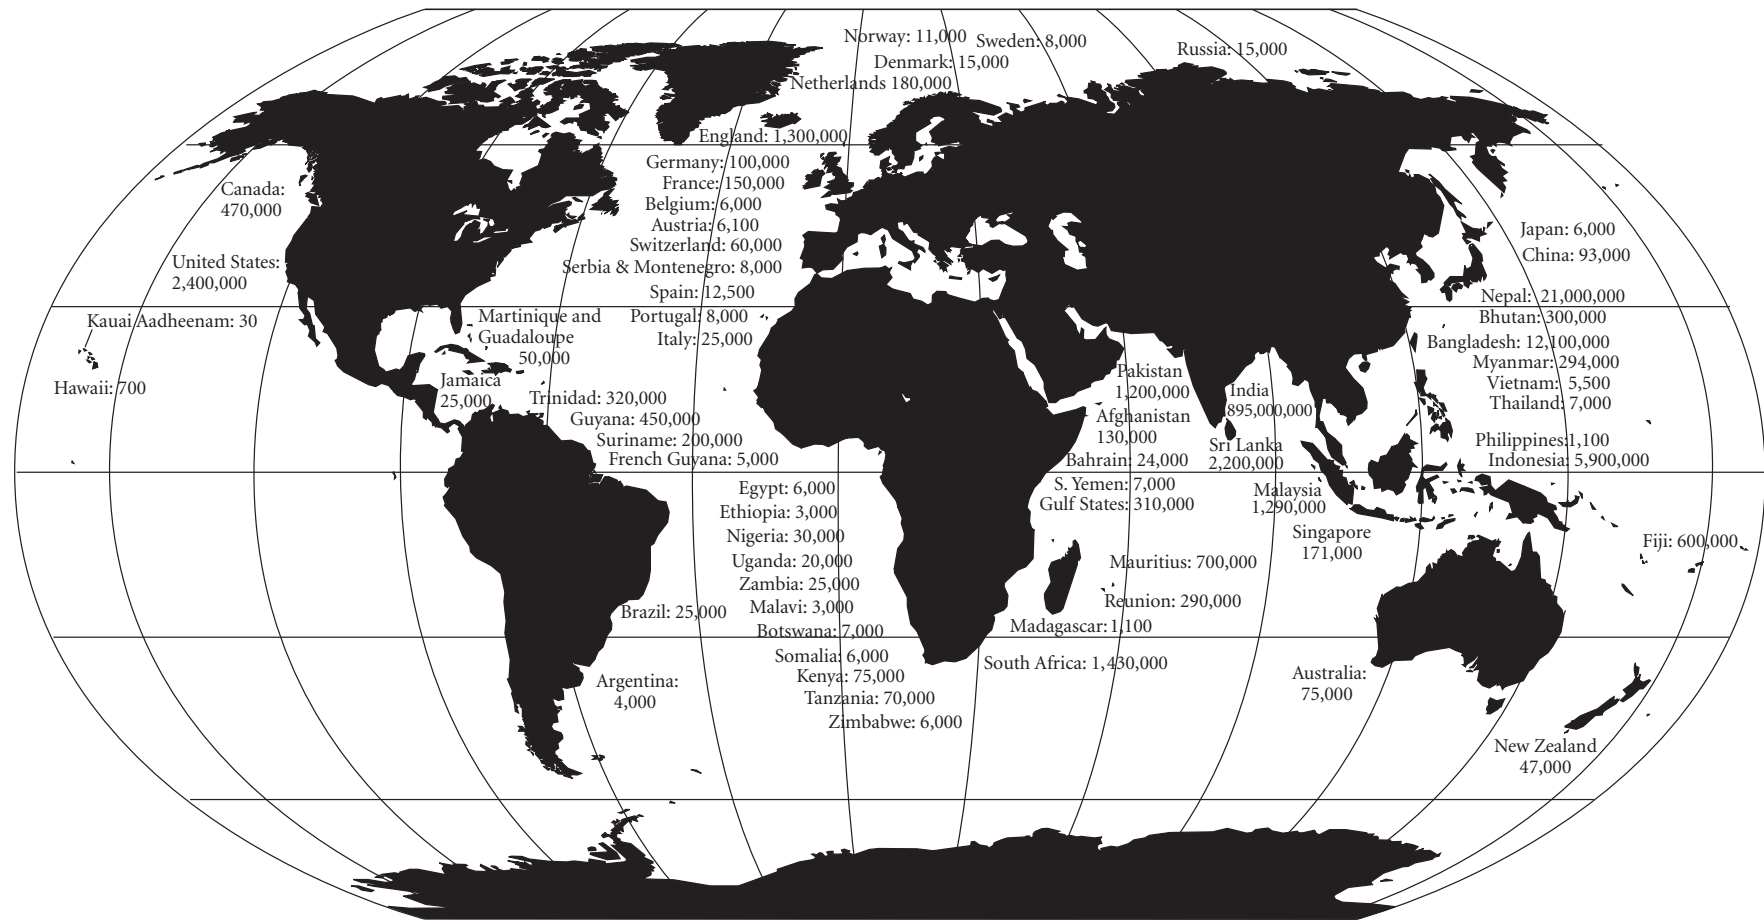 Norway: 11,000
Sweden: 8,000
Russia: 15,000
Denmark: 15,000
Netherlands 180,000
England: 1,300,000
Germany: 100,000
France: 150,000
Belgium: 6,000
Austria: 6,100
Switzerland: 60,000
Serbia & Montenegro: 8,000
Spain: 12,500
Portugal: 8,000
Italy: 25,000
Canada:
470,000
United States:
2,400,000
Kauai Aadheenam: 30
Hawaii: 700
Martinique and
Guadaloupe
50,000
Jamaica
25,000
Trinidad: 320,000
Guyana: 450,000
Suriname: 200,000
French Guyana: 5,000
Egypt: 6,000
Ethiopia: 3,000
Nigeria: 30,000
Uganda: 20,000
Zambia: 25,000
Malavi: 3,000
Botswana: 7,000
Somalia: 6,000
Kenya: 75,000
Tanzania: 70,000
Zimbabwe: 6,000
Brazil: 25,000
Argentina:
4,000
Pakistan
1,200,000
Afghanistan
130,000
Bahrain: 24,000
S. Yemen: 7,000
Gulf States: 310,000
India
895,000,000
Sri Lanka
2,200,000
Malaysia
1,290,000
Singapore
171,000
Mauritius: 700,000
Reunion: 290,000
Madagascar: 1,100
South Africa: 1,430,000
Japan: 6,000
China: 93,000
Nepal: 21,000,000
Bhutan: 300,000
Bangladesh: 12,100,000
Myanmar: 294,000
Vietnam: 5,500
Thailand: 7,000
Philippines:1,100
Indonesia: 5,900,000
Fiji: 600,000
Australia:
75,000
New Zealand
47,000